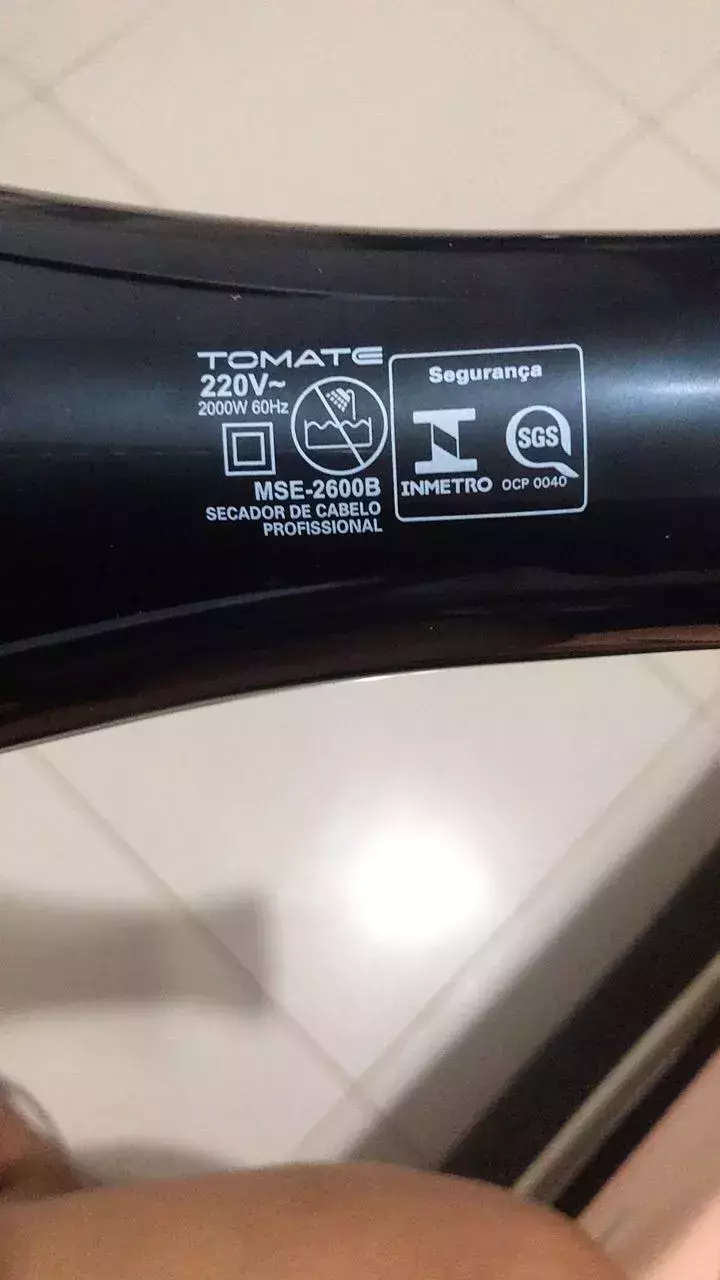 TOMATE
220V~
2000W 60Hz
MSE-2600B
SECADOR DE CABELO
PROFISSIONAL
Segurança
INMETRO
SGS
OCP 0040